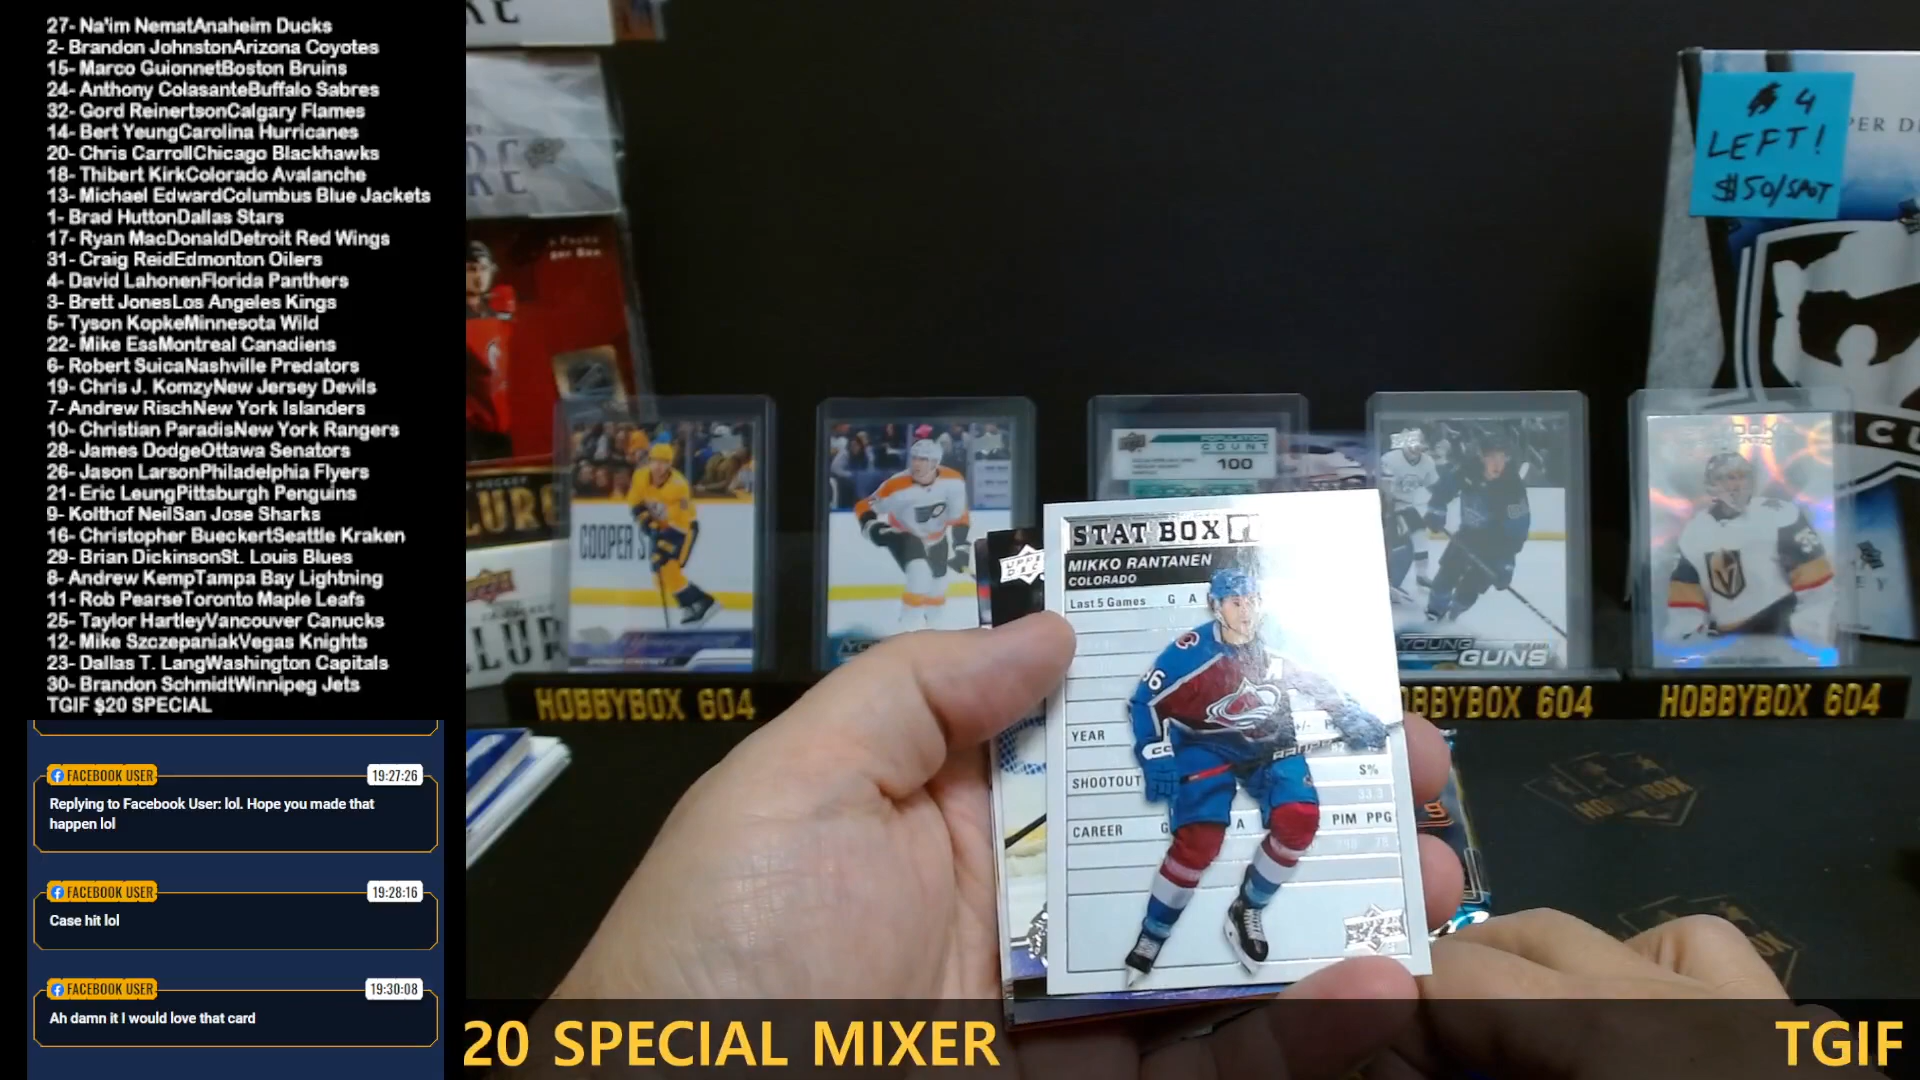 27- Na'im NematAnaheim Ducks
2- Brandon JohnstonArizona Coyotes
15- Marco GuionnetBoston Bruins
24- Anthony ColasanteBuffalo Sabres
32- Gord ReinertsonCalgary Flames
14- Bert YeungCarolina Hurricanes
20- Chris CarrollChicago Blackhawks
18- Thibert KirkColorado Avalanche
13- Michael EdwardColumbus Blue Jackets
1- Brad HuttonDallas Stars
17- Ryan MacDonaldDetroit Red Wings
31- Craig ReidEdmonton Oilers
4- David LahonenFlorida Panthers
3- Brett JonesLos Angeles Kings
5- Tyson KopkeMinnesota Wild
22- Mike EssMontreal Canadiens
6- Robert SuicaNashville Predators
19- Chris J. KomzyNew Jersey Devils
7- Andrew RischNew York Islanders
10- Christian ParadisNew York Rangers
28- James DodgeOttawa Senators
26- Jason LarsonPhiladelphia Flyers
21- Eric LeungPittsburgh Penguins
9- Kolthof NeilSan Jose Sharks
16- Christopher BueckertSeattle Kraken
29- Brian DickinsonSt. Louis Blues
8- Andrew KempTampa Bay Lightning
11- Rob PearseToronto Maple Leafs
25- Taylor HartleyVancouver Canucks
12- Mike SzczepaniakVegas Knights
23- Dallas T. LangWashington Capitals
30- Brandon SchmidtWinnipeg Jets
TGIF $20 SPECIAL
FACEBOOK USER 19:27:26
Replying to Facebook User: lol. Hope you made that
happen lol
FACEBOOK USER 19:28:16
Case hit lol
FACEBOOK USER 19:30:08
Ah damn it I would love that card
4
LEFT!
$50/SPOT
POPULATION
COUNT
100
STAT BOX
MIKKO RANTANEN
COLORADO
Last 5 Games G A
YEAR
SHOOTOUT S%
33.3
CAREER G A PIM PPG
YOUNG
GUNS
HOBBYBOX 604
HOBBYBOX 604
20 SPECIAL MIXER
TGIF